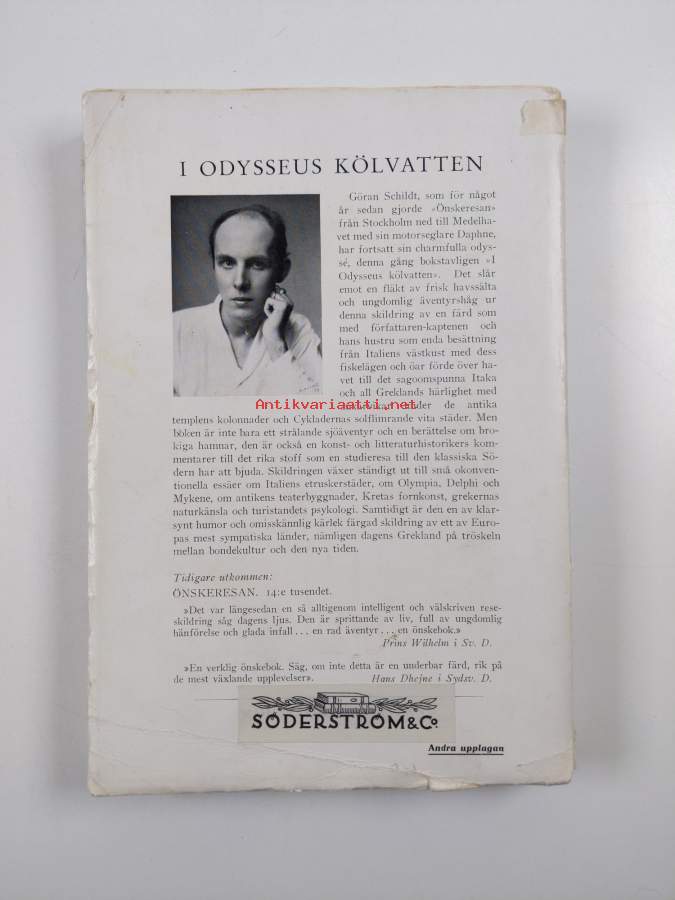 I ODYSSEUS KÖLVATTEN
Göran Schildt, som för något
år sedan gjorde »Önskeresan»
från Stockholm ned till Medelha-
vet med sin motorseglare Daphne,
har fortsatt sin charmfulla odys-
sé, denna gång bokstavligen »I
Odysseus kölvatten». Det slår
emot en fläkt av frisk havssälta
och ungdomlig äventyrshåg ur
denna skildring av en färd som
med författaren-kaptenen och
hans hustru som enda besättning
från Italiens västkust med dess
fiskelägen och öar förde över ha-
vet till det sagoomspunna Itaka
och all Greklands härlighet med
Antikvariaatti.net
under de antika
templens kolonnader och Cykladernas solflimrande vita städer. Men
boken är inte bara ett strålande sjöäventyr och en berättelse om bro-
kiga hamnar, den är också en konst- och litteraturhistorikers kommen-
tarer till det rika stoff som en studieresa till den klassiska Sö-
dern har att bjuda. Skildringen växer ständigt ut till små okonven-
tionella essäer om Italiens etruskerstäder, om Olympia, Delphi och
Mykene, om antikens teaterbyggnader, Kretas fornkonst, grekernas
naturkänsla och turistandets psykologi. Samtidigt är den en av klar-
synt humor och omisskännlig kärlek färgad skildring av ett av Euro-
pas mest sympatiska länder, nämligen dagens Grekland på tröskeln
mellan bondekultur och den nya tiden.
Tidigare utkommen:
ÖNSKERESAN. 14:e tusendet.
»Det var längesedan en så alltigenom intelligent och välskriven rese-
skildring såg dagens ljus. Den är sprittande av liv, full av ungdomlig
hänförelse och glada infall . . . en rad äventyr . . . en önskebok.»
Prins Wilhelm i Sv. D.
»En verklig önskebok. Säg, om inte detta är en underbar färd, rik på
de mest växlande upplevelser». Hans Dhejne i Sydsv. D.
SÖDERSTRÖM & Co
Andra upplagan